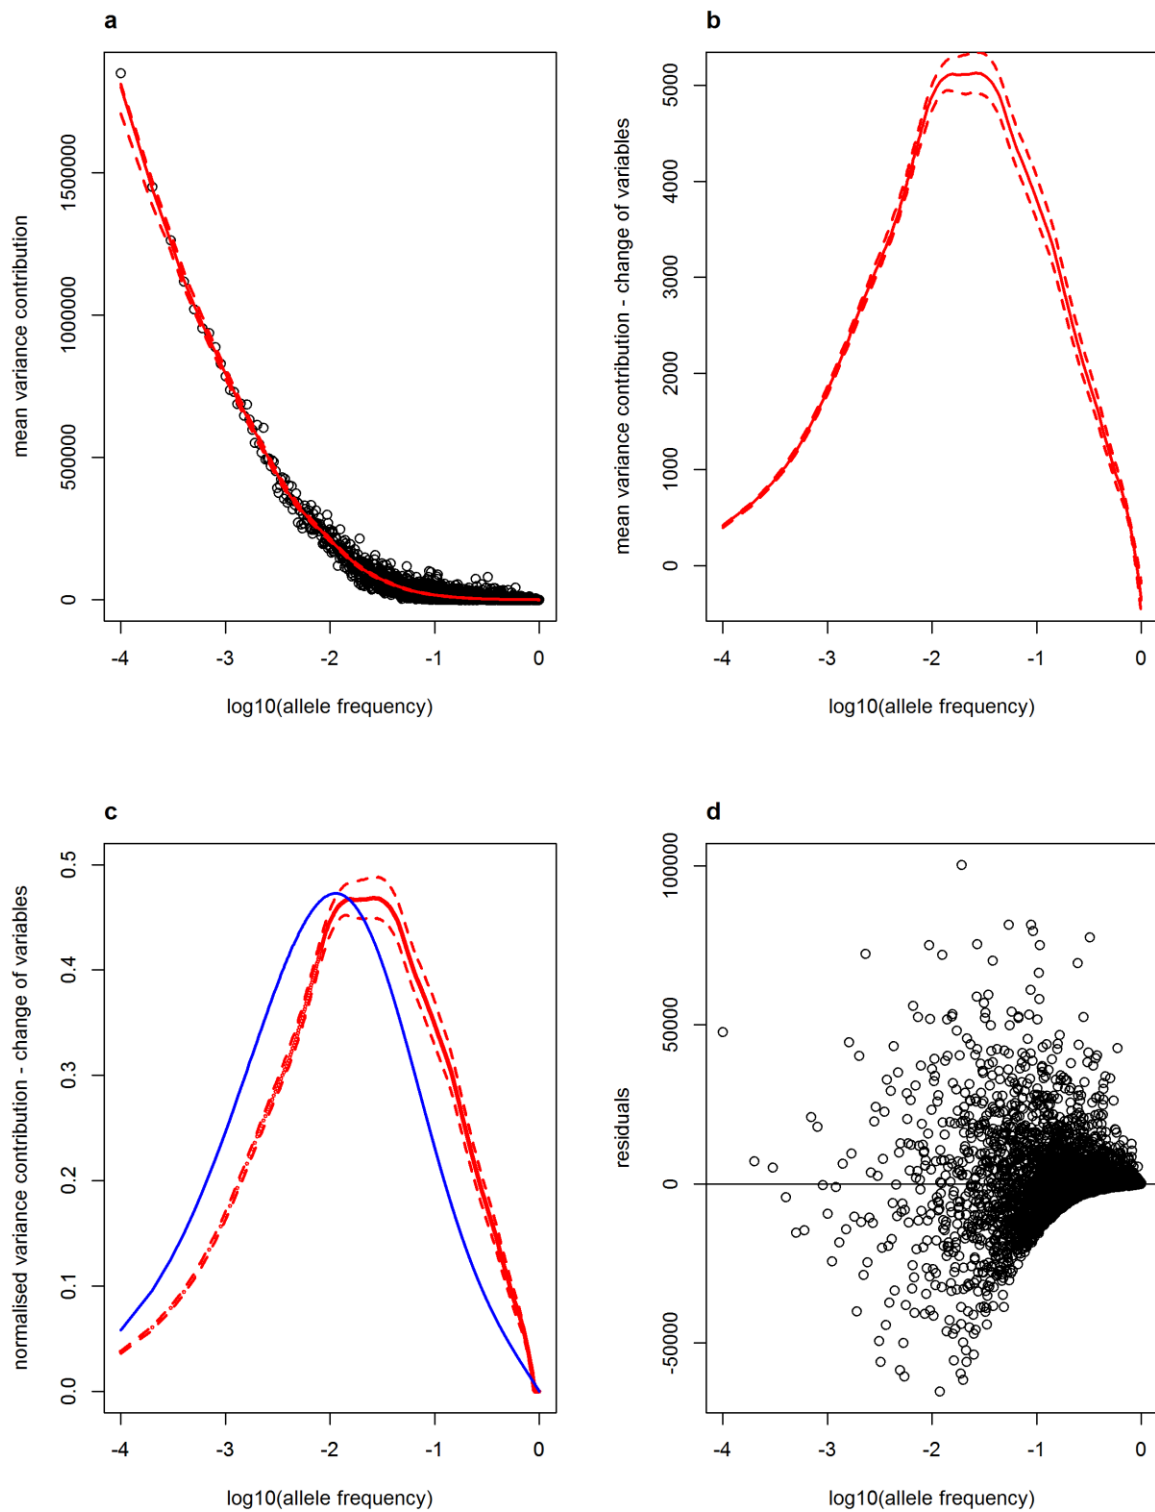 a
mean variance contribution
1500000
1000000
500000
0
-4 -3 -2 -1 0
log10(allele frequency)
b
mean variance contribution - change of variables
5000
4000
3000
2000
1000
0
-4 -3 -2 -1 0
log10(allele frequency)
c
normalised variance contribution - change of variables
0.5
0.4
0.3
0.2
0.1
0.0
-4 -3 -2 -1 0
log10(allele frequency)
d
residuals
100000
50000
0
-50000
-4 -3 -2 -1 0
log10(allele frequency)